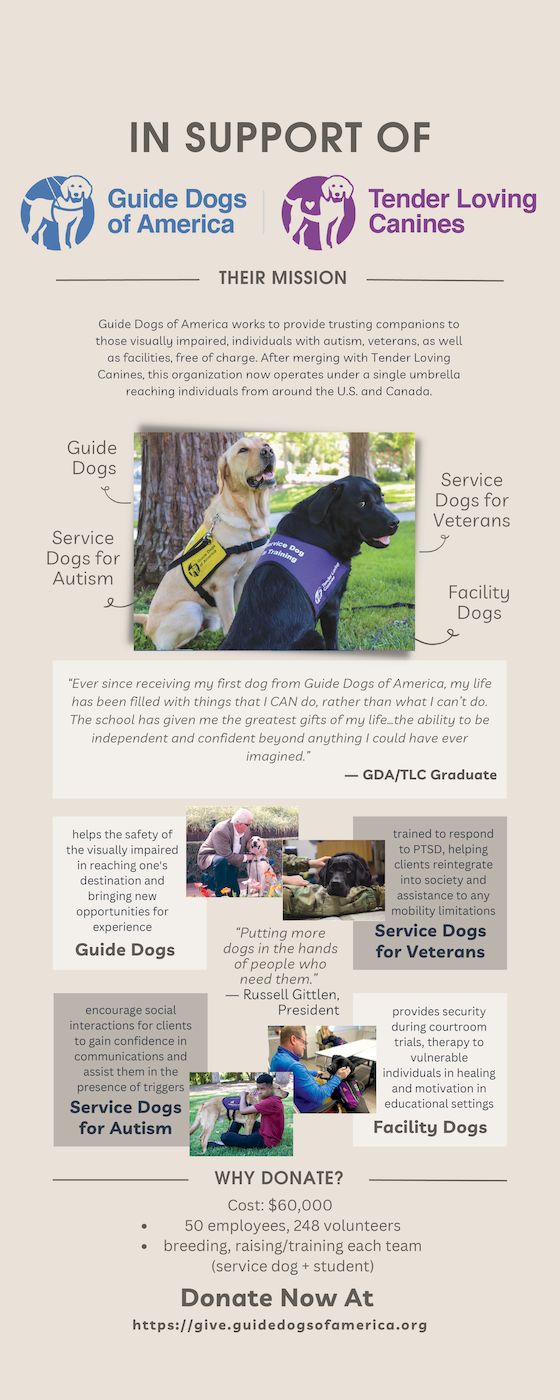 IN SUPPORT OF
Guide Dogs
of America
Tender Loving
Canines
THEIR MISSION
Guide Dogs of America works to provide trusting companions to
those visually impaired, individuals with autism, veterans, as well
as facilities, free of charge. After merging with Tender Loving
Canines, this organization now operates under a single umbrella
reaching individuals from around the U.S. and Canada.
Guide
Dogs
Service
Dogs for
Autism
Service
Dogs for
Veterans
Facility
Dogs
Guide Dogs
of America
Service Dog
Training
Tender Loving
Canines
"Ever since receiving my first dog from Guide Dogs of America, my life
has been filled with things that I CAN do, rather than what I can't do.
The school has given me the greatest gifts of my life...the ability to be
independent and confident beyond anything I could have ever
imagined."
— GDA/TLC Graduate
helps the safety of
the visually impaired
in reaching one's
destination and
bringing new
opportunities for
experience
Guide Dogs
trained to respond
to PTSD, helping
clients reintegrate
into society and
assistance to any
mobility limitations
Service Dogs
for Veterans
"Putting more
dogs in the hands
of people who
need them."
— Russell Gittlen,
President
encourage social
interactions for clients
to gain confidence in
communications and
assist them in the
presence of triggers
Service Dogs
for Autism
provides security
during courtroom
trials, therapy to
vulnerable
individuals in healing
and motivation in
educational settings
Facility Dogs
WHY DONATE?
Cost: $60,000
• 50 employees, 248 volunteers
• breeding, raising/training each team
(service dog + student)
Donate Now At
https://give.guidedogsofamerica.org